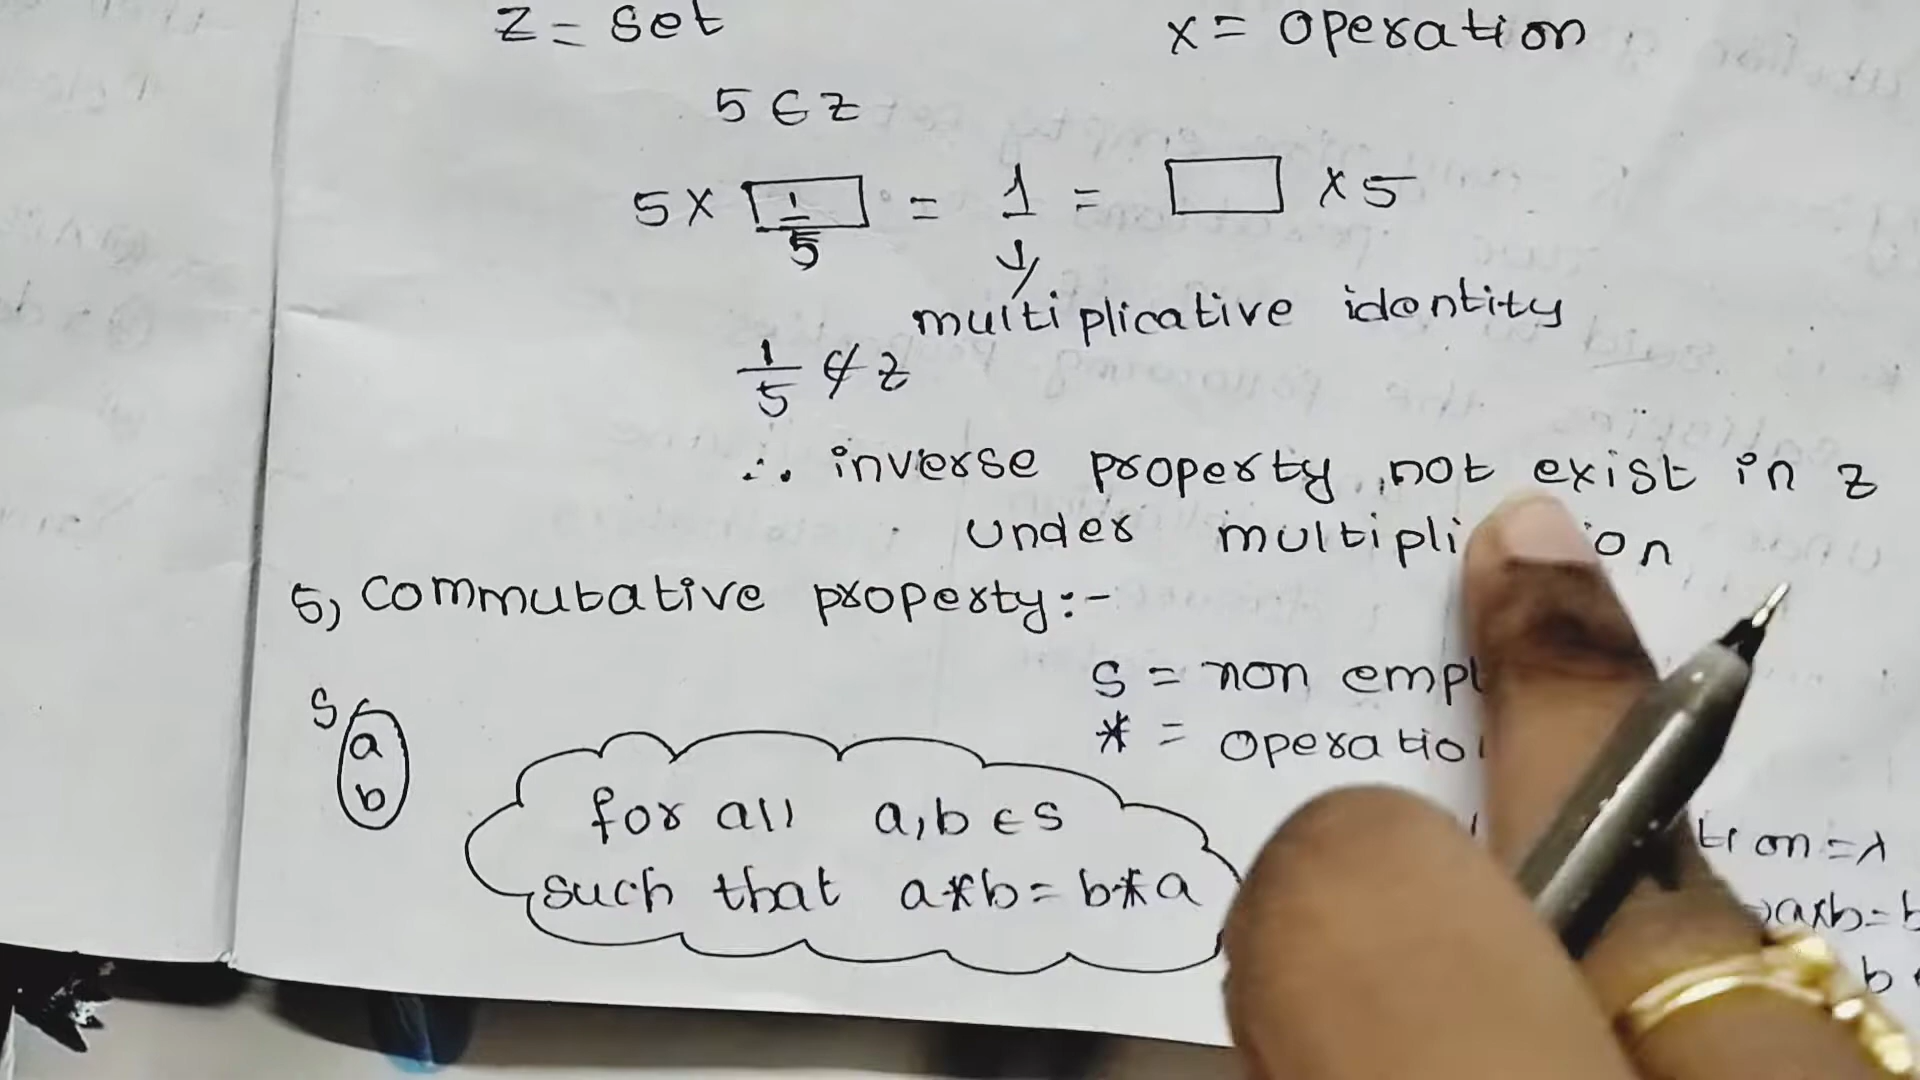 z = set x = operation
5 ∈ z
5 x 1/5 = 1 = x 5
multiplicative identity
1/5 ∉ z
∴ inverse property not exist in z
under
5, commutative property:-
s = non
* =
s
a
b
for all a,b ∈ s
such that a*b = b*a